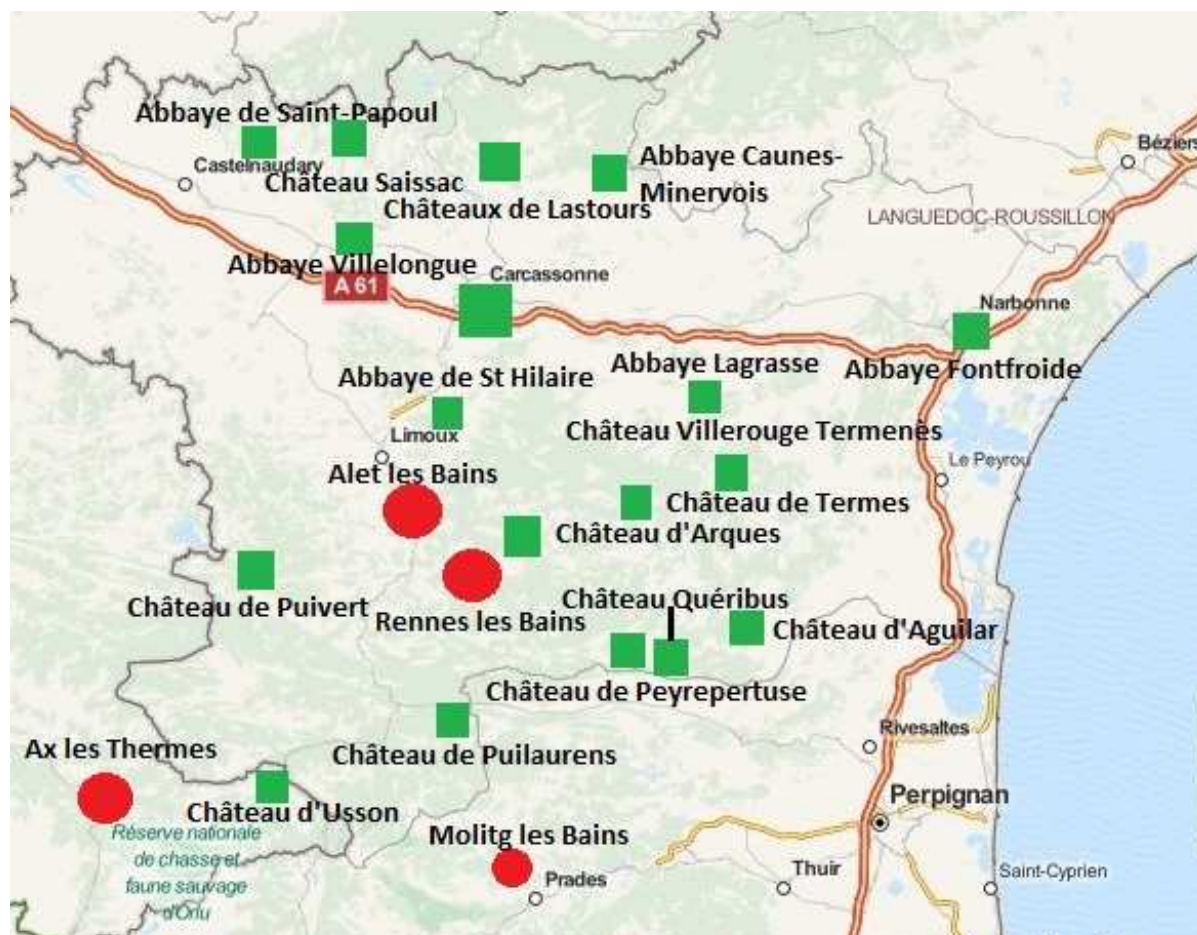 Abbaye de Saint-Papoul
Béziers
Castelnaudary
Château Saissac
Abbaye Caunes-
Minervois
Châteaux de Lastours
LANGUEDOC-ROUSSILLON
Abbaye Villelongue
A 61
Carcassonne
Narbonne
Abbaye de St Hilaire
Abbaye Lagrasse
Abbaye Fontfroide
Limoux
Château Villerouge Termenès
Le Peyrou
Alet les Bains
Château de Termes
Château d'Arques
Château de Puivert
Château Quéribus
Rennes les Bains
Château d'Aguilar
Château de Peyrepertuse
Rivesaltes
Ax les Thermes
Château de Puilaurens
Perpignan
Château d'Usson
Réserve nationale
de chasse et
faune sauvage
d'Orlu
Molitg les Bains
Prades
Thuir
Saint-Cyprien